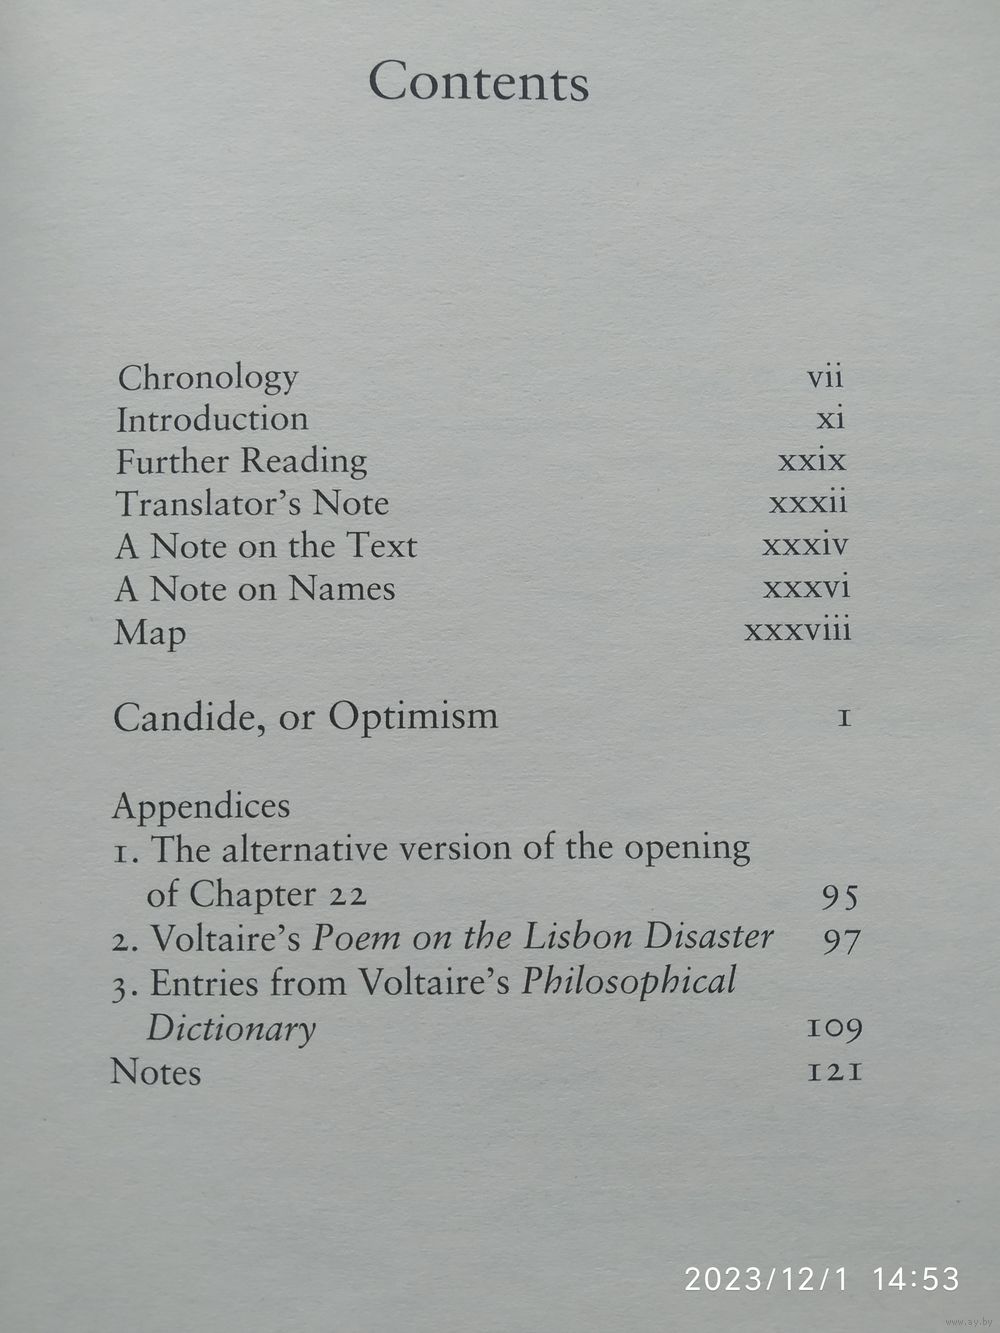 Contents
Chronology vii
Introduction xi
Further Reading xxix
Translator's Note xxxii
A Note on the Text xxxiv
A Note on Names xxxvi
Map xxxviii
Candide, or Optimism 1
Appendices
1. The alternative version of the opening
of Chapter 22 95
2. Voltaire's Poem on the Lisbon Disaster 97
3. Entries from Voltaire's Philosophical
Dictionary 109
Notes 121
2023/12/1 14:53
www.ay.by